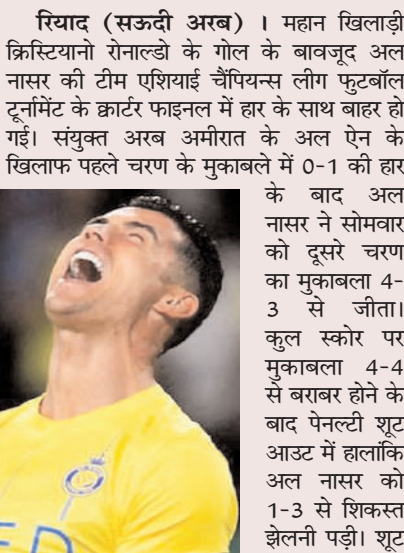 रियाद (सऊदी अरब) । महान खिलाड़ी
क्रिस्टियानो रोनाल्डो के गोल के बावजूद अल
नासर की टीम एशियाई चैंपियन्स लीग फुटबॉल
टूर्नामेंट के क्वार्टर फाइनल में हार के साथ बाहर हो
गई। संयुक्त अरब अमीरात के अल ऐन के
खिलाफ पहले चरण के मुकाबले में 0-1 की हार
के बाद अल
नासर ने सोमवार
को दूसरे चरण
का मुकाबला 4-
3 से जीता।
कुल स्कोर पर
मुकाबला 4-4
से बराबर होने के
बाद पेनल्टी शूट
आउट में हालांकि
अल नासर को
1-3 से शिकस्त
झेलनी पड़ी। शूट